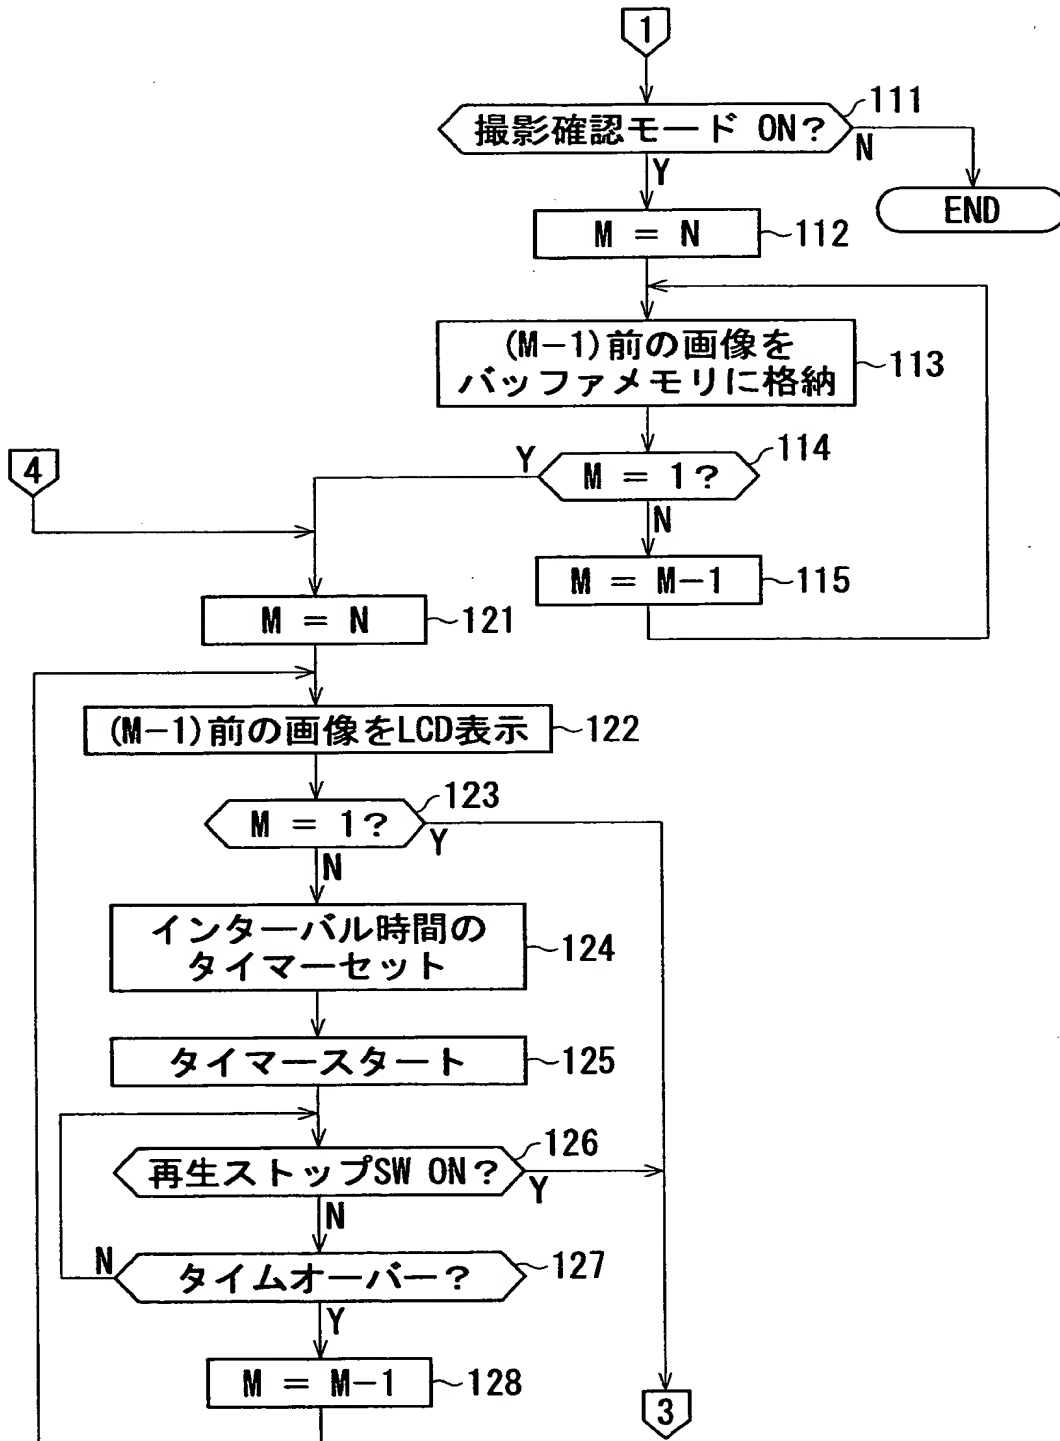 1
撮影確認モード ON?
111
N
Y
END
M = N
112
(M-1)前の画像を
バッファメモリに格納
113
4
Y
M = 1?
114
N
M = M-1
115
M = N
121
(M-1)前の画像をLCD表示
122
M = 1?
123
Y
N
インターバル時間の
タイマーセット
124
タイマースタート
125
再生ストップSW ON?
126
Y
N
N
タイムオーバー?
127
Y
M = M-1
128
3